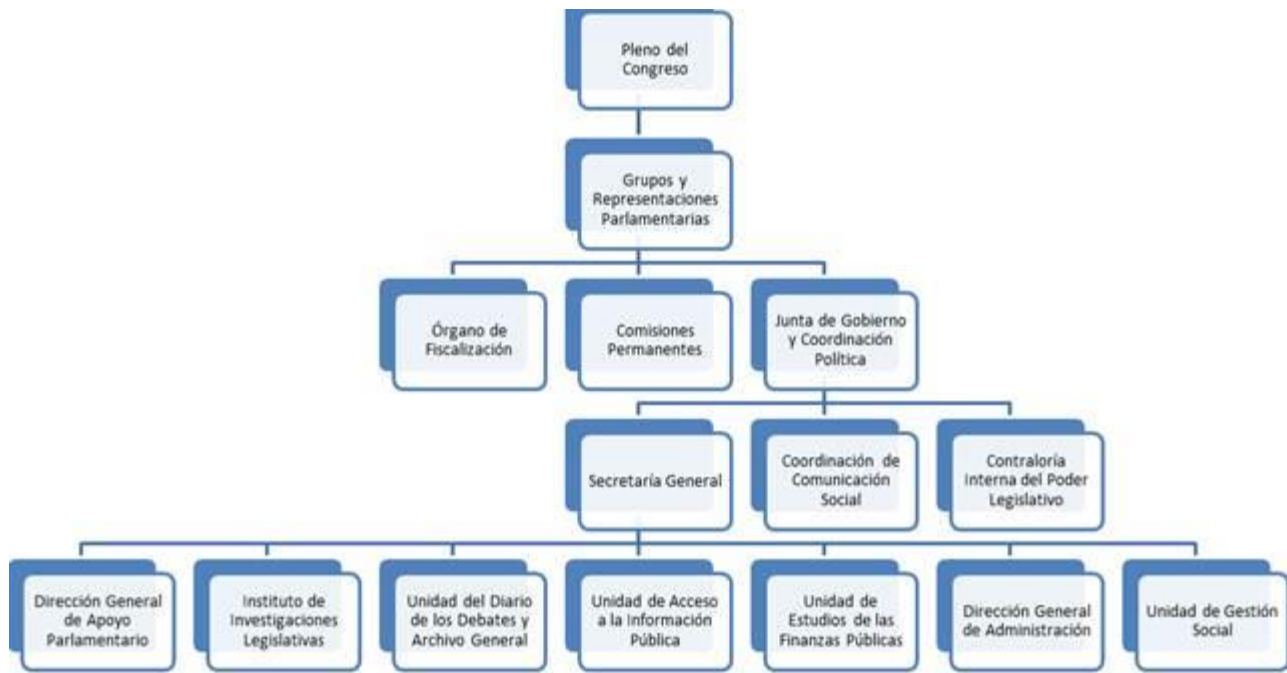 Pleno del
Congreso
Grupos y
Representaciones
Parlamentarias
Órgano de
Fiscalización
Comisiones
Permanentes
Junta de Gobierno
y Coordinación
Política
Secretaría General
Coordinación de
Comunicación
Social
Contraloría
Interna del Poder
Legislativo
Dirección General
de Apoyo
Parlamentario
Instituto de
Investigaciones
Legislativas
Unidad del Diario
de los Debates y
Archivo General
Unidad de Acceso
a la Información
Pública
Unidad de
Estudios de las
Finanzas Públicas
Dirección General
de Administración
Unidad de Gestión
Social